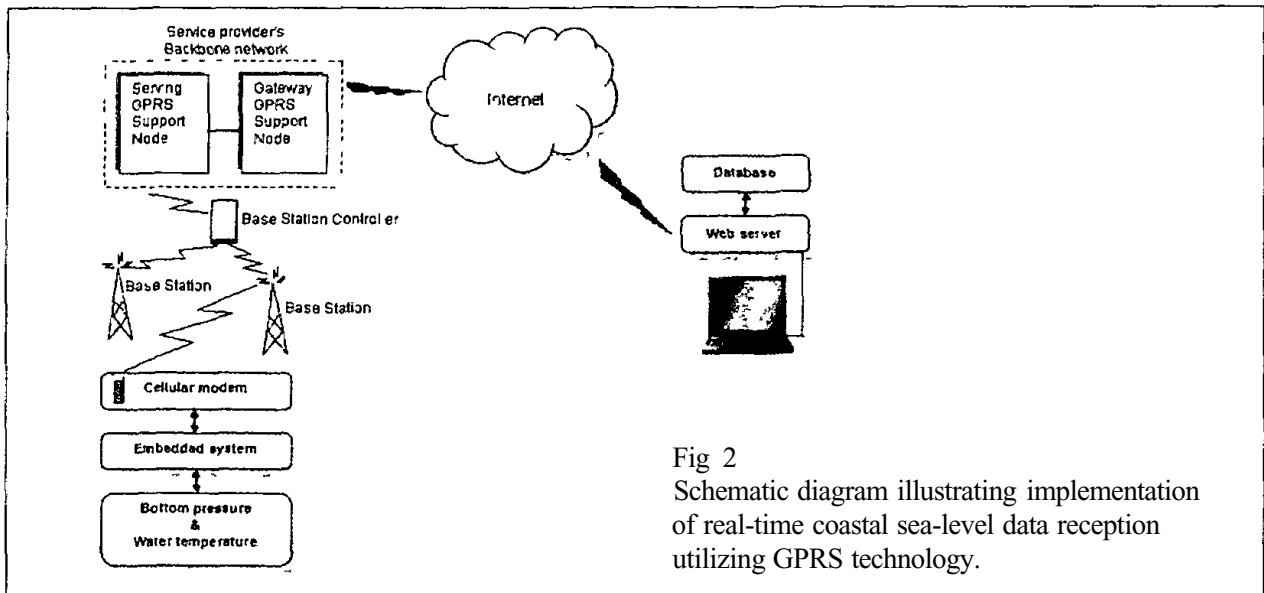 Service provider's
Backbone network
Serving
GPRS
Support
Node
Gateway
GPRS
Support
Node
Internet
Base Station Controller
Base Station
Base Station
Cellular modem
Embedded system
Bottom pressure
&
Water temperature
Database
Web server
Fig 2
Schematic diagram illustrating implementation
of real-time coastal sea-level data reception
utilizing GPRS technology.